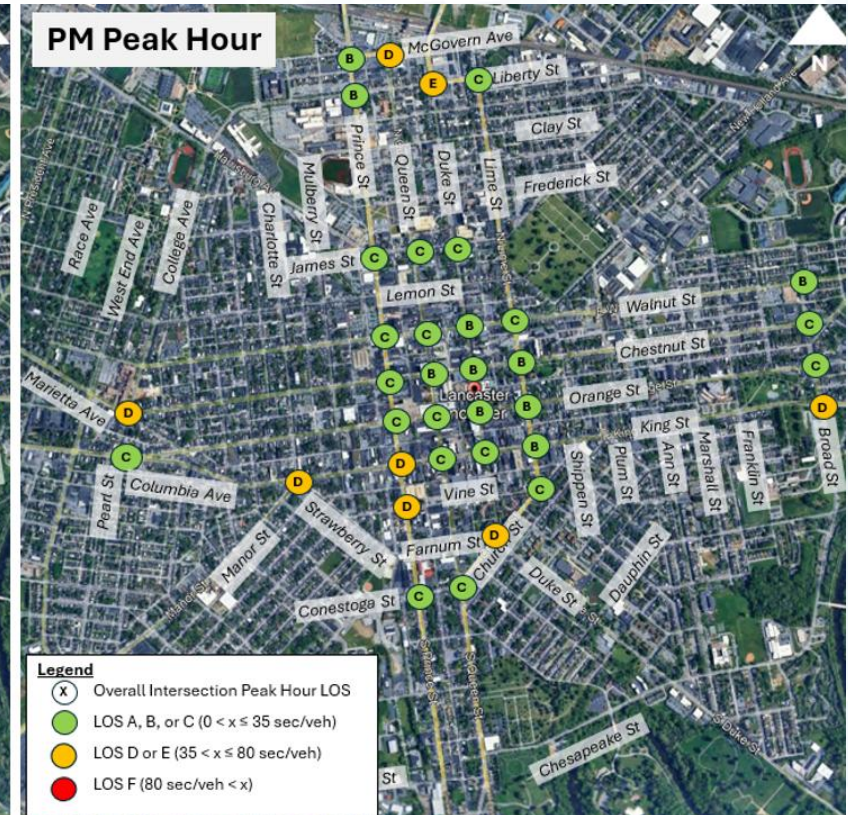 PM Peak Hour
McGovern Ave
N
B
D
B
E
C
Liberty St
Clay St
Prince St
Queen St
Duke St
Lime St
Mulberry St
Frederick St
Race Ave
West End Ave
College Ave
Charlotte St
James St
C
C
C
Lemon St
B
Walnut St
C
C
B
C
C
Chestnut St
B
C
B
B
C
Marietta Ave
D
Lancaster
Orange St
C
C
B
B
D
King St
C
Pearl St
Columbia Ave
D
C
C
B
Shippen St
Plum St
Ann St
Marshall St
Franklin St
Broad St
D
Strawberry St
Manor St
Manor St
D
Vine St
C
Farnum St
D
Church St
Duke St
Dauphin St
Conestoga St
C
C
S Duke St
Chesapeake St
St
Legend
X Overall Intersection Peak Hour LOS
LOS A, B, or C (0 < x ≤ 35 sec/veh)
LOS D or E (35 < x ≤ 80 sec/veh)
LOS F (80 sec/veh < x)